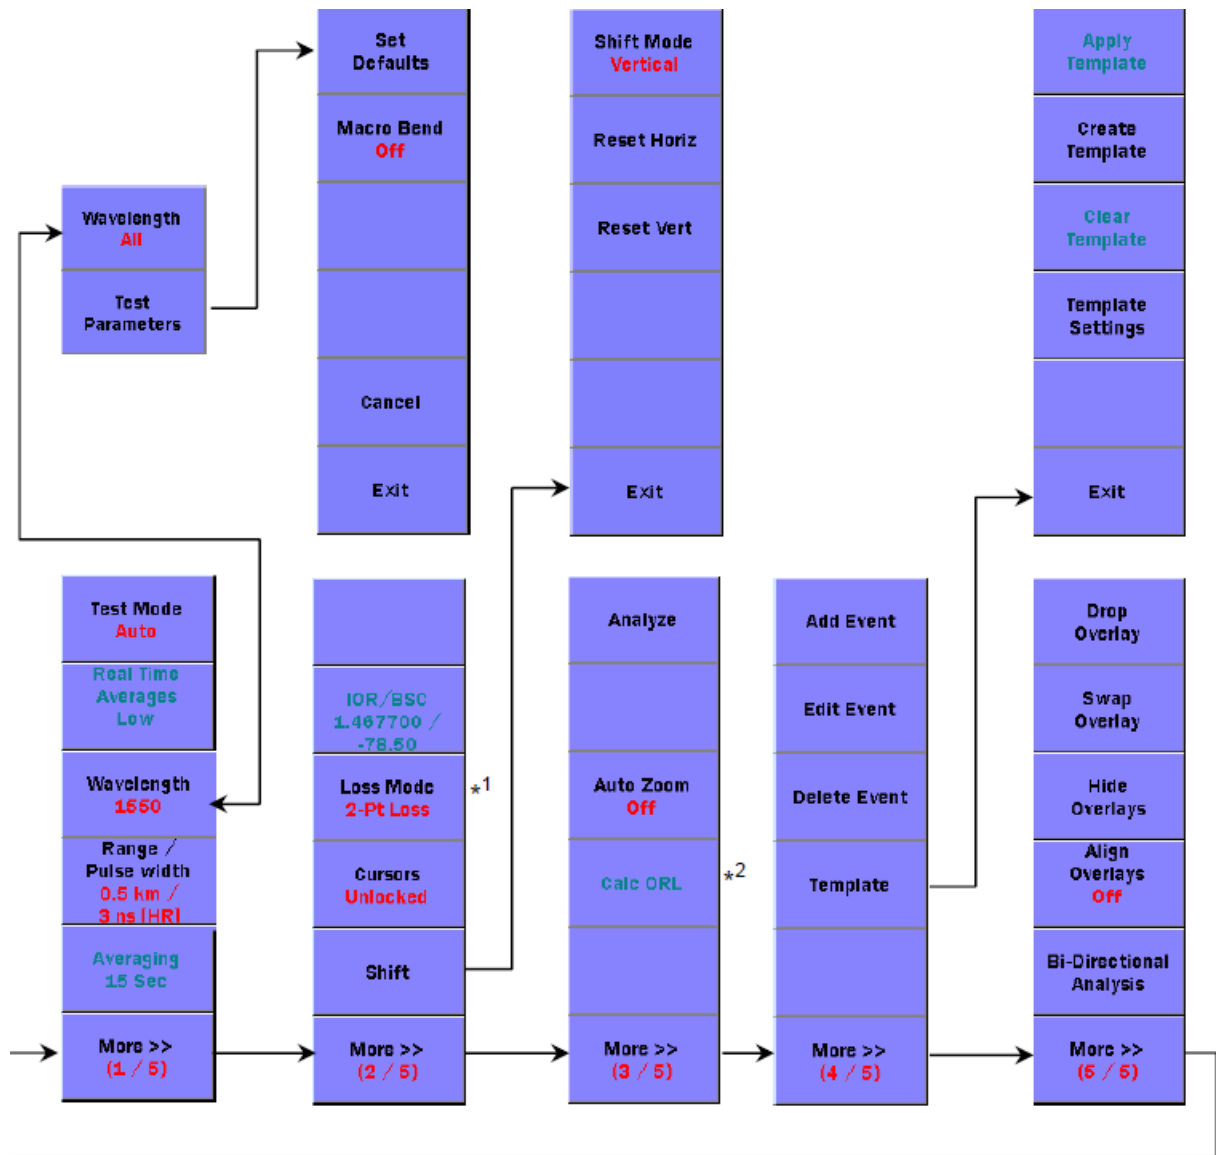 Set
Defaults
Macro Bend
Off
Cancel
Exit
Shift Mode
Vertical
Reset Horiz
Reset Vert
Exit
Apply
Template
Create
Template
Clear
Template
Template
Settings
Exit
Wavelength
All
Test
Parameters
Test Mode
Auto
Real Time
Averages
Low
Wavelength
1550
Range /
Pulse width
0.5 km /
3 ns [HR]
Averaging
15 Sec
More >>
(1 / 5)
IOR/BSC
1.467700 /
-78.50
Loss Mode
2-Pt Loss
*1
Cursors
Unlocked
Shift
More >>
(2 / 5)
Analyze
Auto Zoom
Off
Calc ORL
*2
More >>
(3 / 5)
Add Event
Edit Event
Delete Event
Template
More >>
(4 / 5)
Drop
Overlay
Swap
Overlay
Hide
Overlays
Align
Overlays
Off
Bi-Directional
Analysis
More >>
(5 / 5)